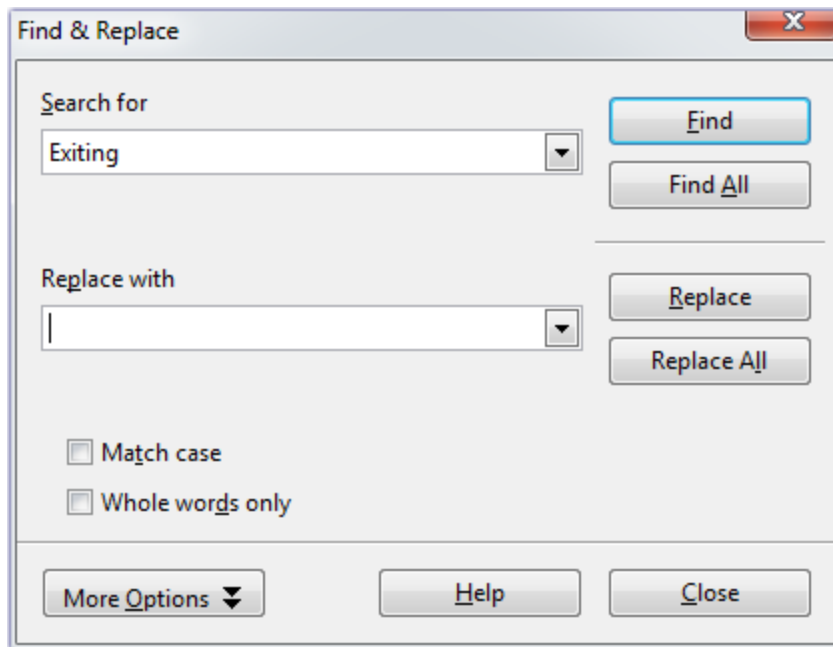 Find & Replace
Search for
Find
Exiting
Find All
Replace with
Replace
Replace All
Match case
Whole words only
More Options
Help
Close